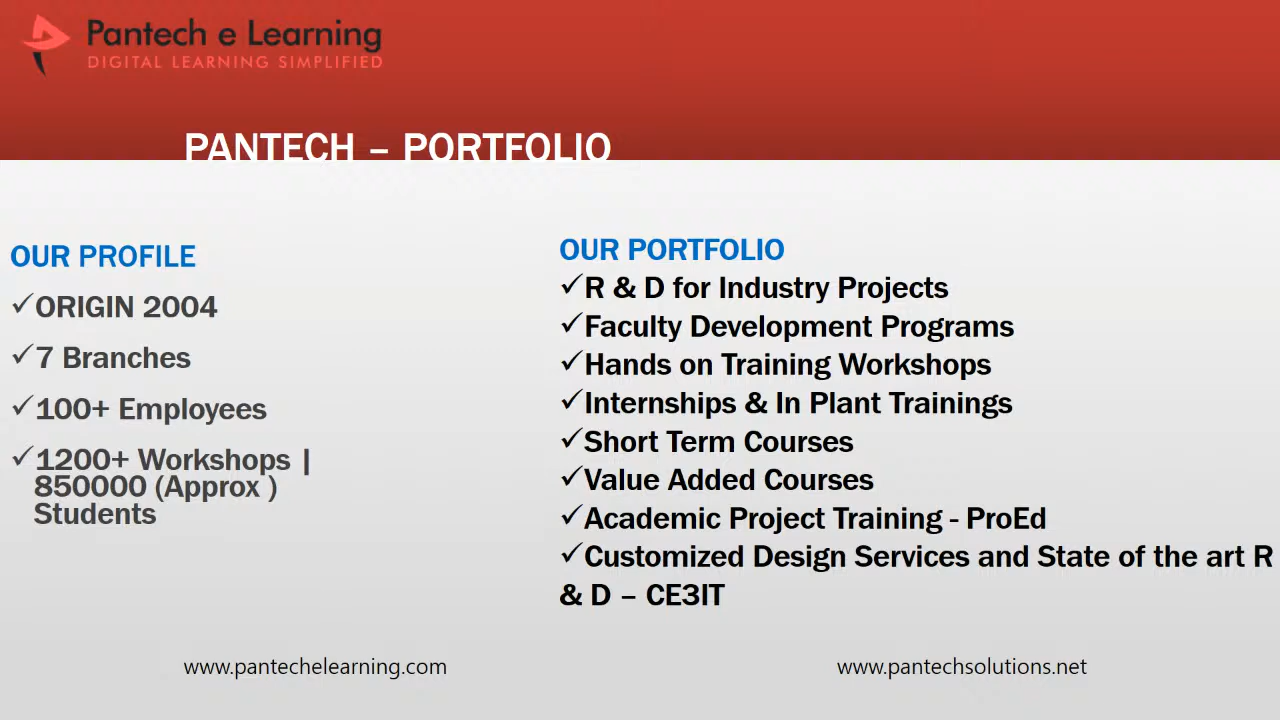 Pantech e Learning
DIGITAL LEARNING SIMPLIFIED
PANTECH – PORTFOLIO
OUR PROFILE
✓ORIGIN 2004
✓7 Branches
✓100+ Employees
✓1200+ Workshops |
850000 (Approx )
Students
OUR PORTFOLIO
✓R & D for Industry Projects
✓Faculty Development Programs
✓Hands on Training Workshops
✓Internships & In Plant Trainings
✓Short Term Courses
✓Value Added Courses
✓Academic Project Training - ProEd
✓Customized Design Services and State of the art R
& D – CE3IT
www.pantechelearning.com
www.pantechsolutions.net